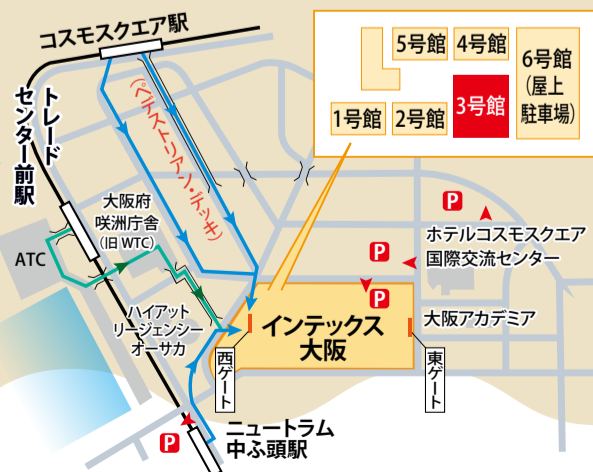 コスモスクエア駅
トレード
センター前駅
(ペデストリアン・デッキ)
5号館
4号館
6号館
(屋上
駐車場)
3号館
1号館
2号館
大阪府
咲洲庁舎
(旧WTC)
ATC
P
ホテルコスモスクエア
国際交流センター
P
P
ハイアット
リージェンシー
オーサカ
インテックス
大阪
大阪アカデミア
西ゲート
東ゲート
ニュートラム
中ふ頭駅
P